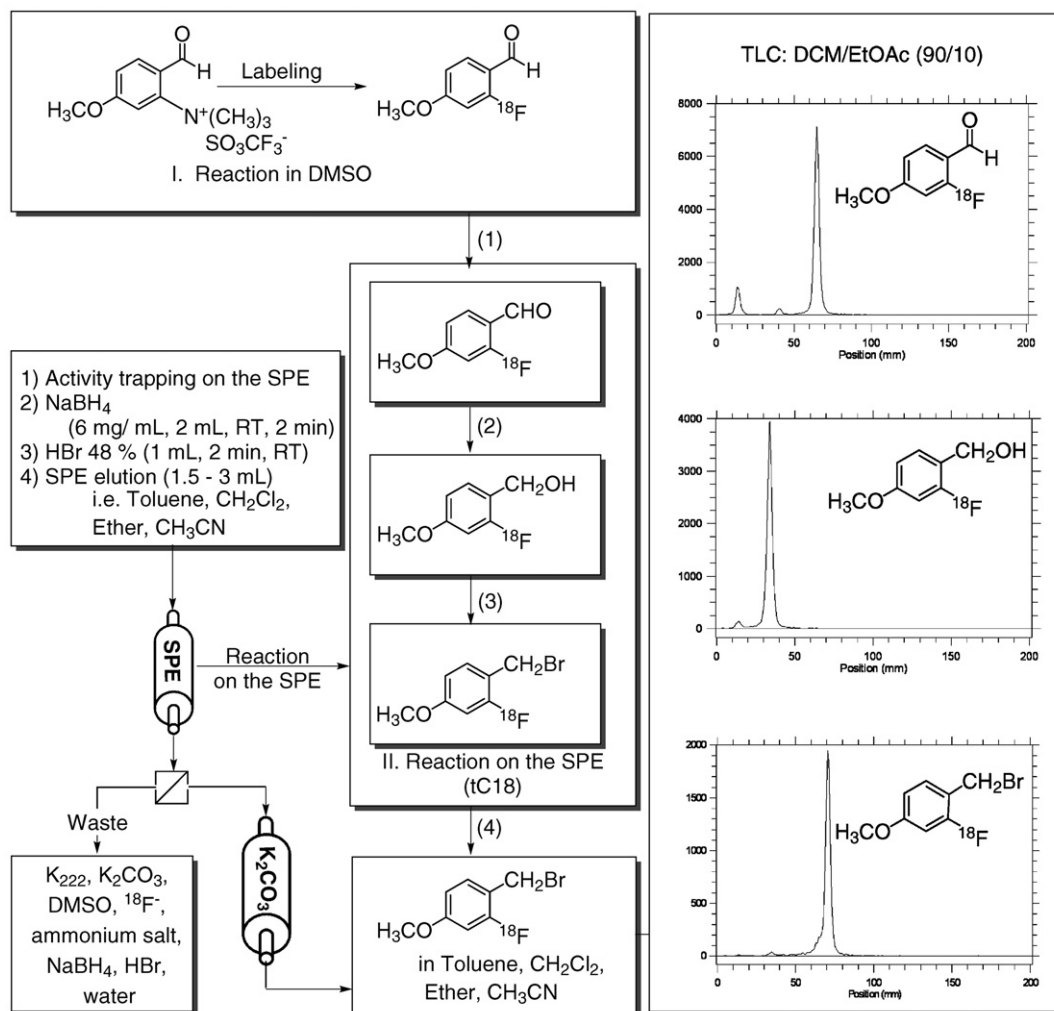 O
H
H₃CO
N⁺(CH₃)₃
SO₃CF₃⁻
Labeling
O
H
H₃CO
¹⁸F
I. Reaction in DMSO
(1)
CHO
H₃CO
¹⁸F
(2)
CH₂OH
H₃CO
¹⁸F
(3)
CH₂Br
H₃CO
¹⁸F
II. Reaction on the SPE
(tC18)
(4)
1) Activity trapping on the SPE
2) NaBH₄
(6 mg/ mL, 2 mL, RT, 2 min)
3) HBr 48 % (1 mL, 2 min, RT)
4) SPE elution (1.5 - 3 mL)
i.e. Toluene, CH₂Cl₂,
Ether, CH₃CN
SPE
Reaction
on the SPE
Waste
K₂CO₃
K₂₂₂, K₂CO₃,
DMSO, ¹⁸F⁻,
ammonium salt,
NaBH₄, HBr,
water
CH₂Br
H₃CO
¹⁸F
in Toluene, CH₂Cl₂,
Ether, CH₃CN
TLC: DCM/EtOAc (90/10)
8000
6000
4000
2000
0
O
H
H₃CO
¹⁸F
0 50 100 150 200
Position (mm)
4000
3000
2000
1000
0
CH₂OH
H₃CO
¹⁸F
0 50 100 150 200
Position (mm)
2000
1500
1000
500
0
CH₂Br
H₃CO
¹⁸F
0 50 100 150 200
Position (mm)